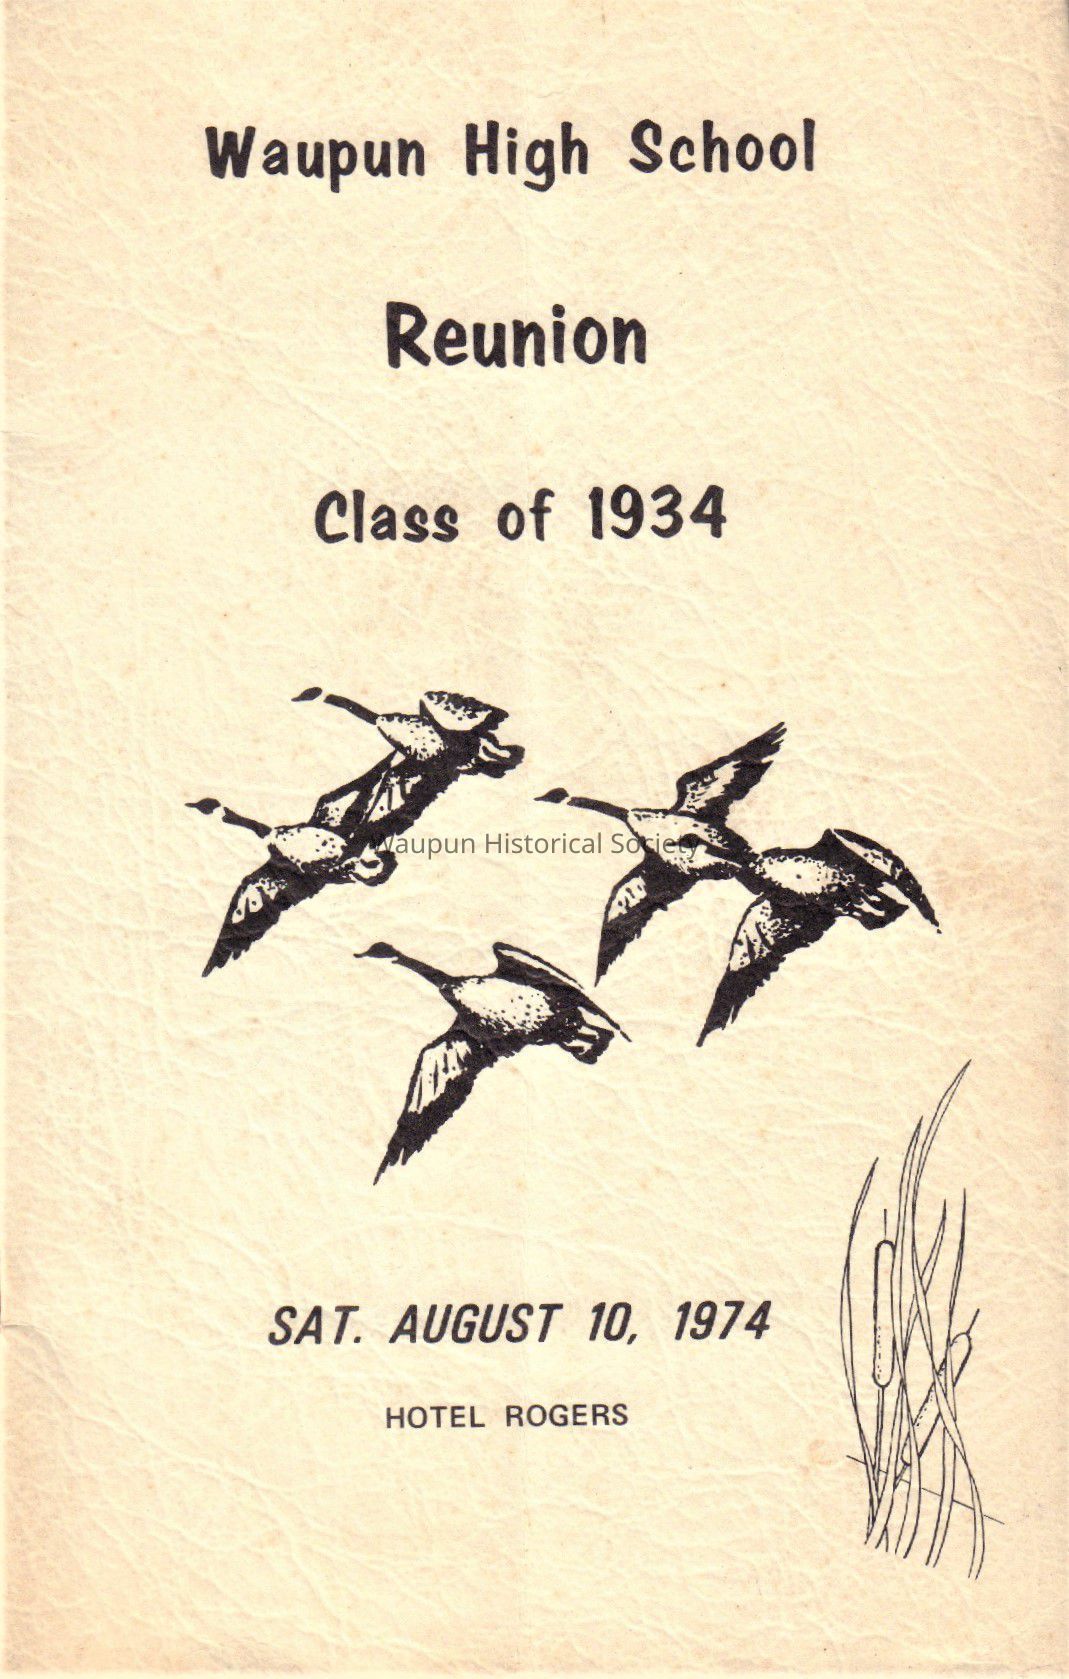 Waupun High School
Reunion
Class of 1934
Waupun Historical Society
SAT. AUGUST 10, 1974
HOTEL ROGERS